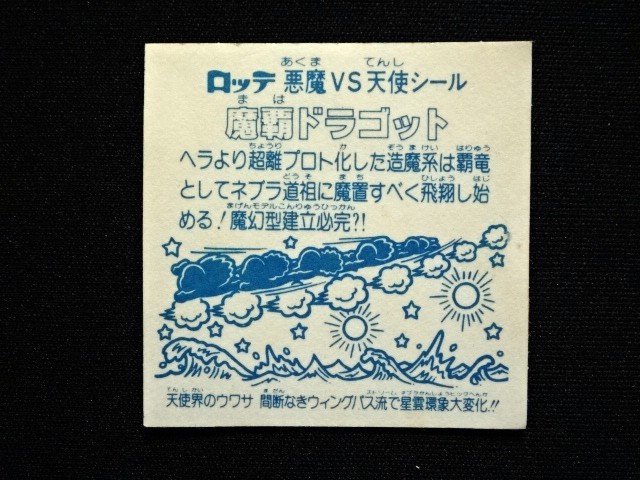 ロッテ 悪魔VS天使シール
魔覇ドラゴット
ヘラより超離プロト化した造魔系は覇竜
としてネブラ道祖に魔置すべく飛翔し始
める！魔幻型建立必完?!
天使界のウワサ 間断なきウィングバス流で星雲環象大変化!!